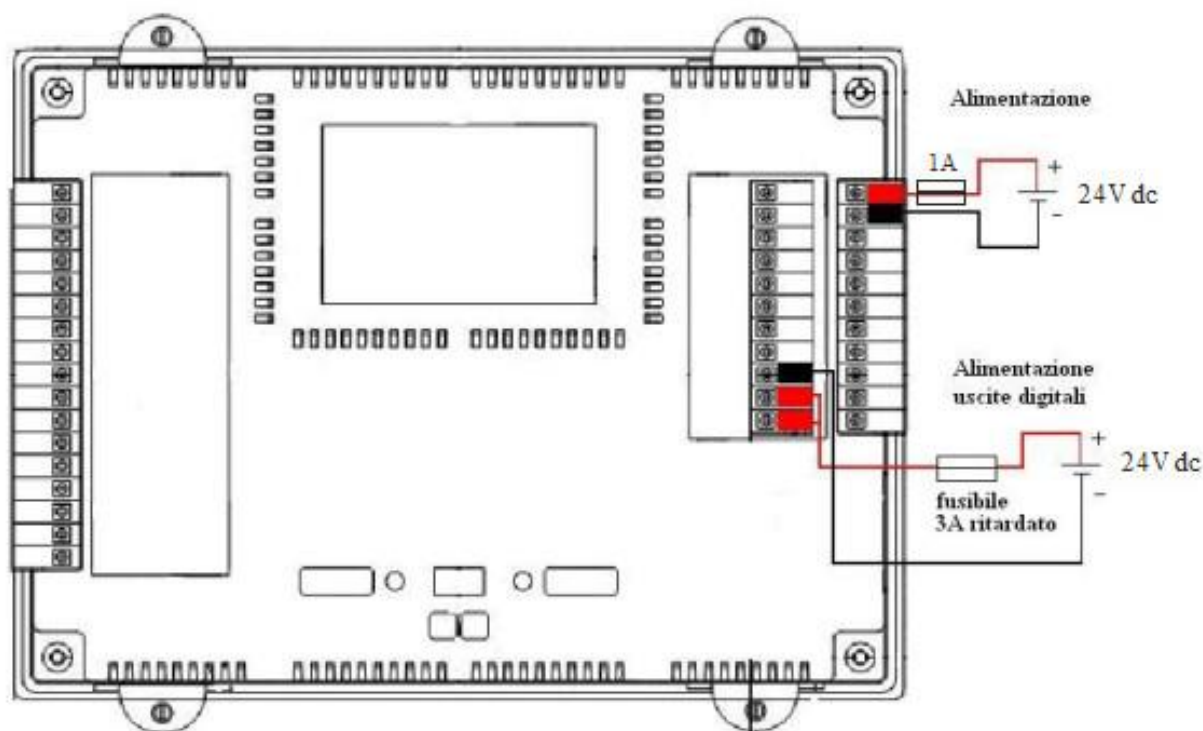 Alimentazione
1A
+
24V dc
−
Alimentazione
uscite digitali
+
24V dc
−
fusibile
3A ritardato